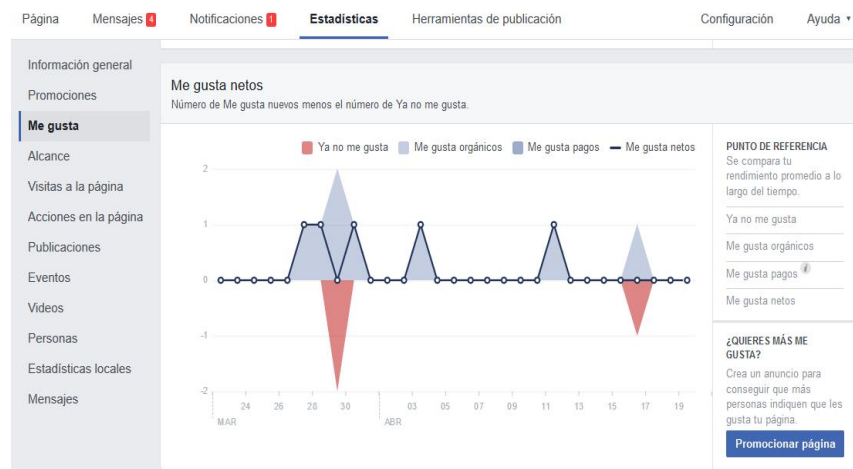 Página Mensajes 4 Notificaciones 1 Estadísticas Herramientas de publicación Configuración Ayuda
Información general
Promociones
Me gusta
Alcance
Visitas a la página
Acciones en la página
Publicaciones
Eventos
Videos
Personas
Estadísticas locales
Mensajes
Me gusta netos
Número de Me gusta nuevos menos el número de Ya no me gusta.
Ya no me gusta Me gusta orgánicos Me gusta pagos Me gusta netos
2
1
0
-1
-2
24 26 28 30 03 05 07 09 11 13 15 17 19
MAR ABR
PUNTO DE REFERENCIA
Se compara tu
rendimiento promedio a lo
largo del tiempo.
Ya no me gusta
Me gusta orgánicos
Me gusta pagos i
Me gusta netos
¿QUIERES MÁS ME
GUSTA?
Crea un anuncio para
conseguir que más
personas indiquen que les
gusta tu página.
Promocionar página